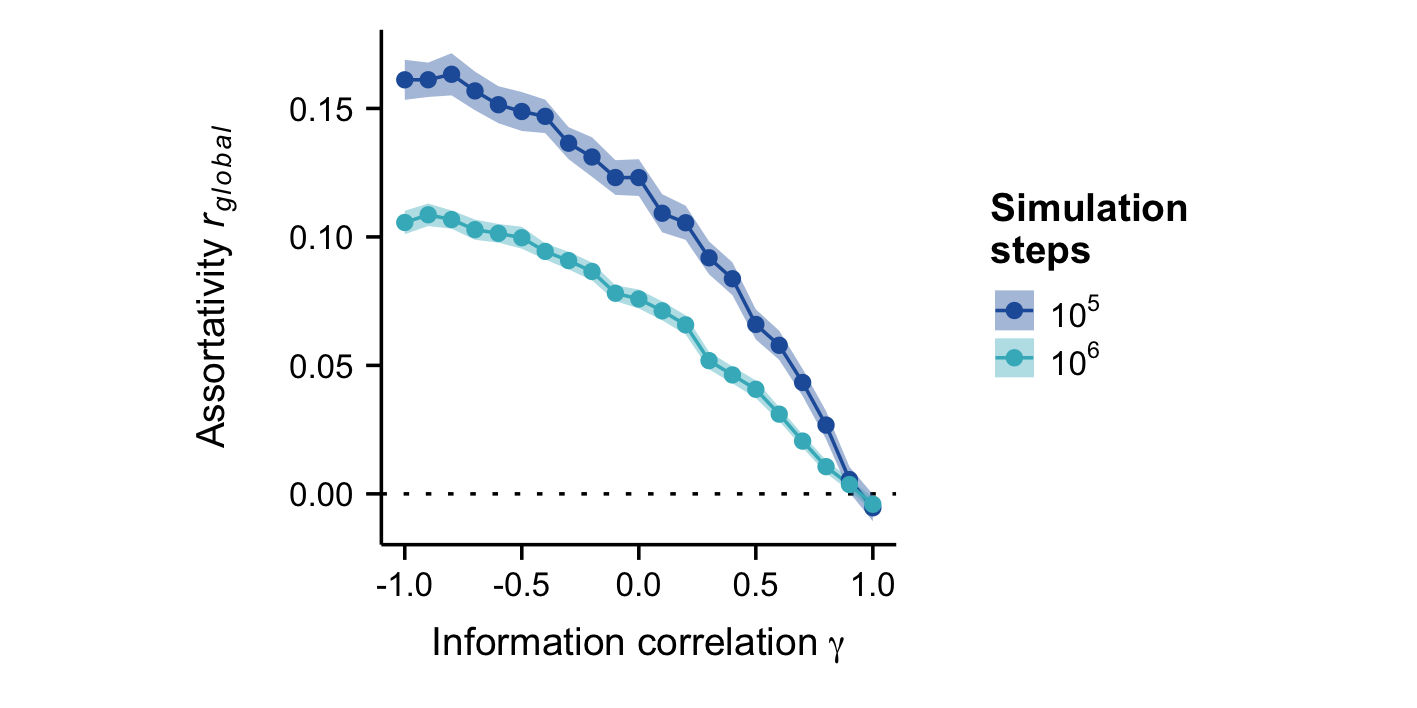 Assortativity r_global
0.15
0.10
0.05
0.00
-1.0 -0.5 0.0 0.5 1.0
Information correlation γ
Simulation
steps
10^5
10^6